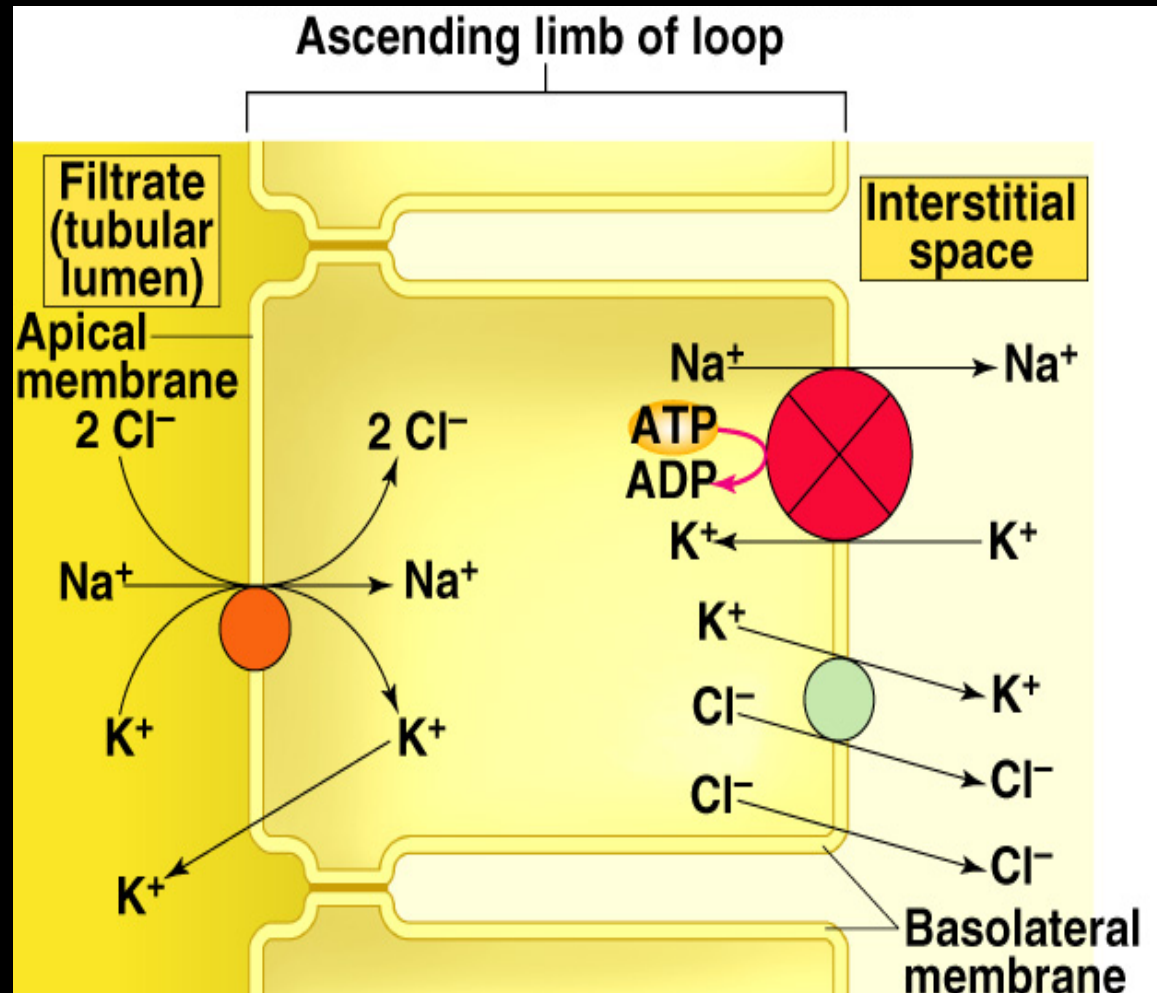 Ascending limb of loop
Filtrate
(tubular
lumen)
Interstitial
space
Apical
membrane
2 Cl⁻
2 Cl⁻
Na⁺
Na⁺
K⁺
K⁺
K⁺
Na⁺
Na⁺
ATP
ADP
K⁺
K⁺
K⁺
K⁺
Cl⁻
Cl⁻
Cl⁻
Cl⁻
Basolateral
membrane